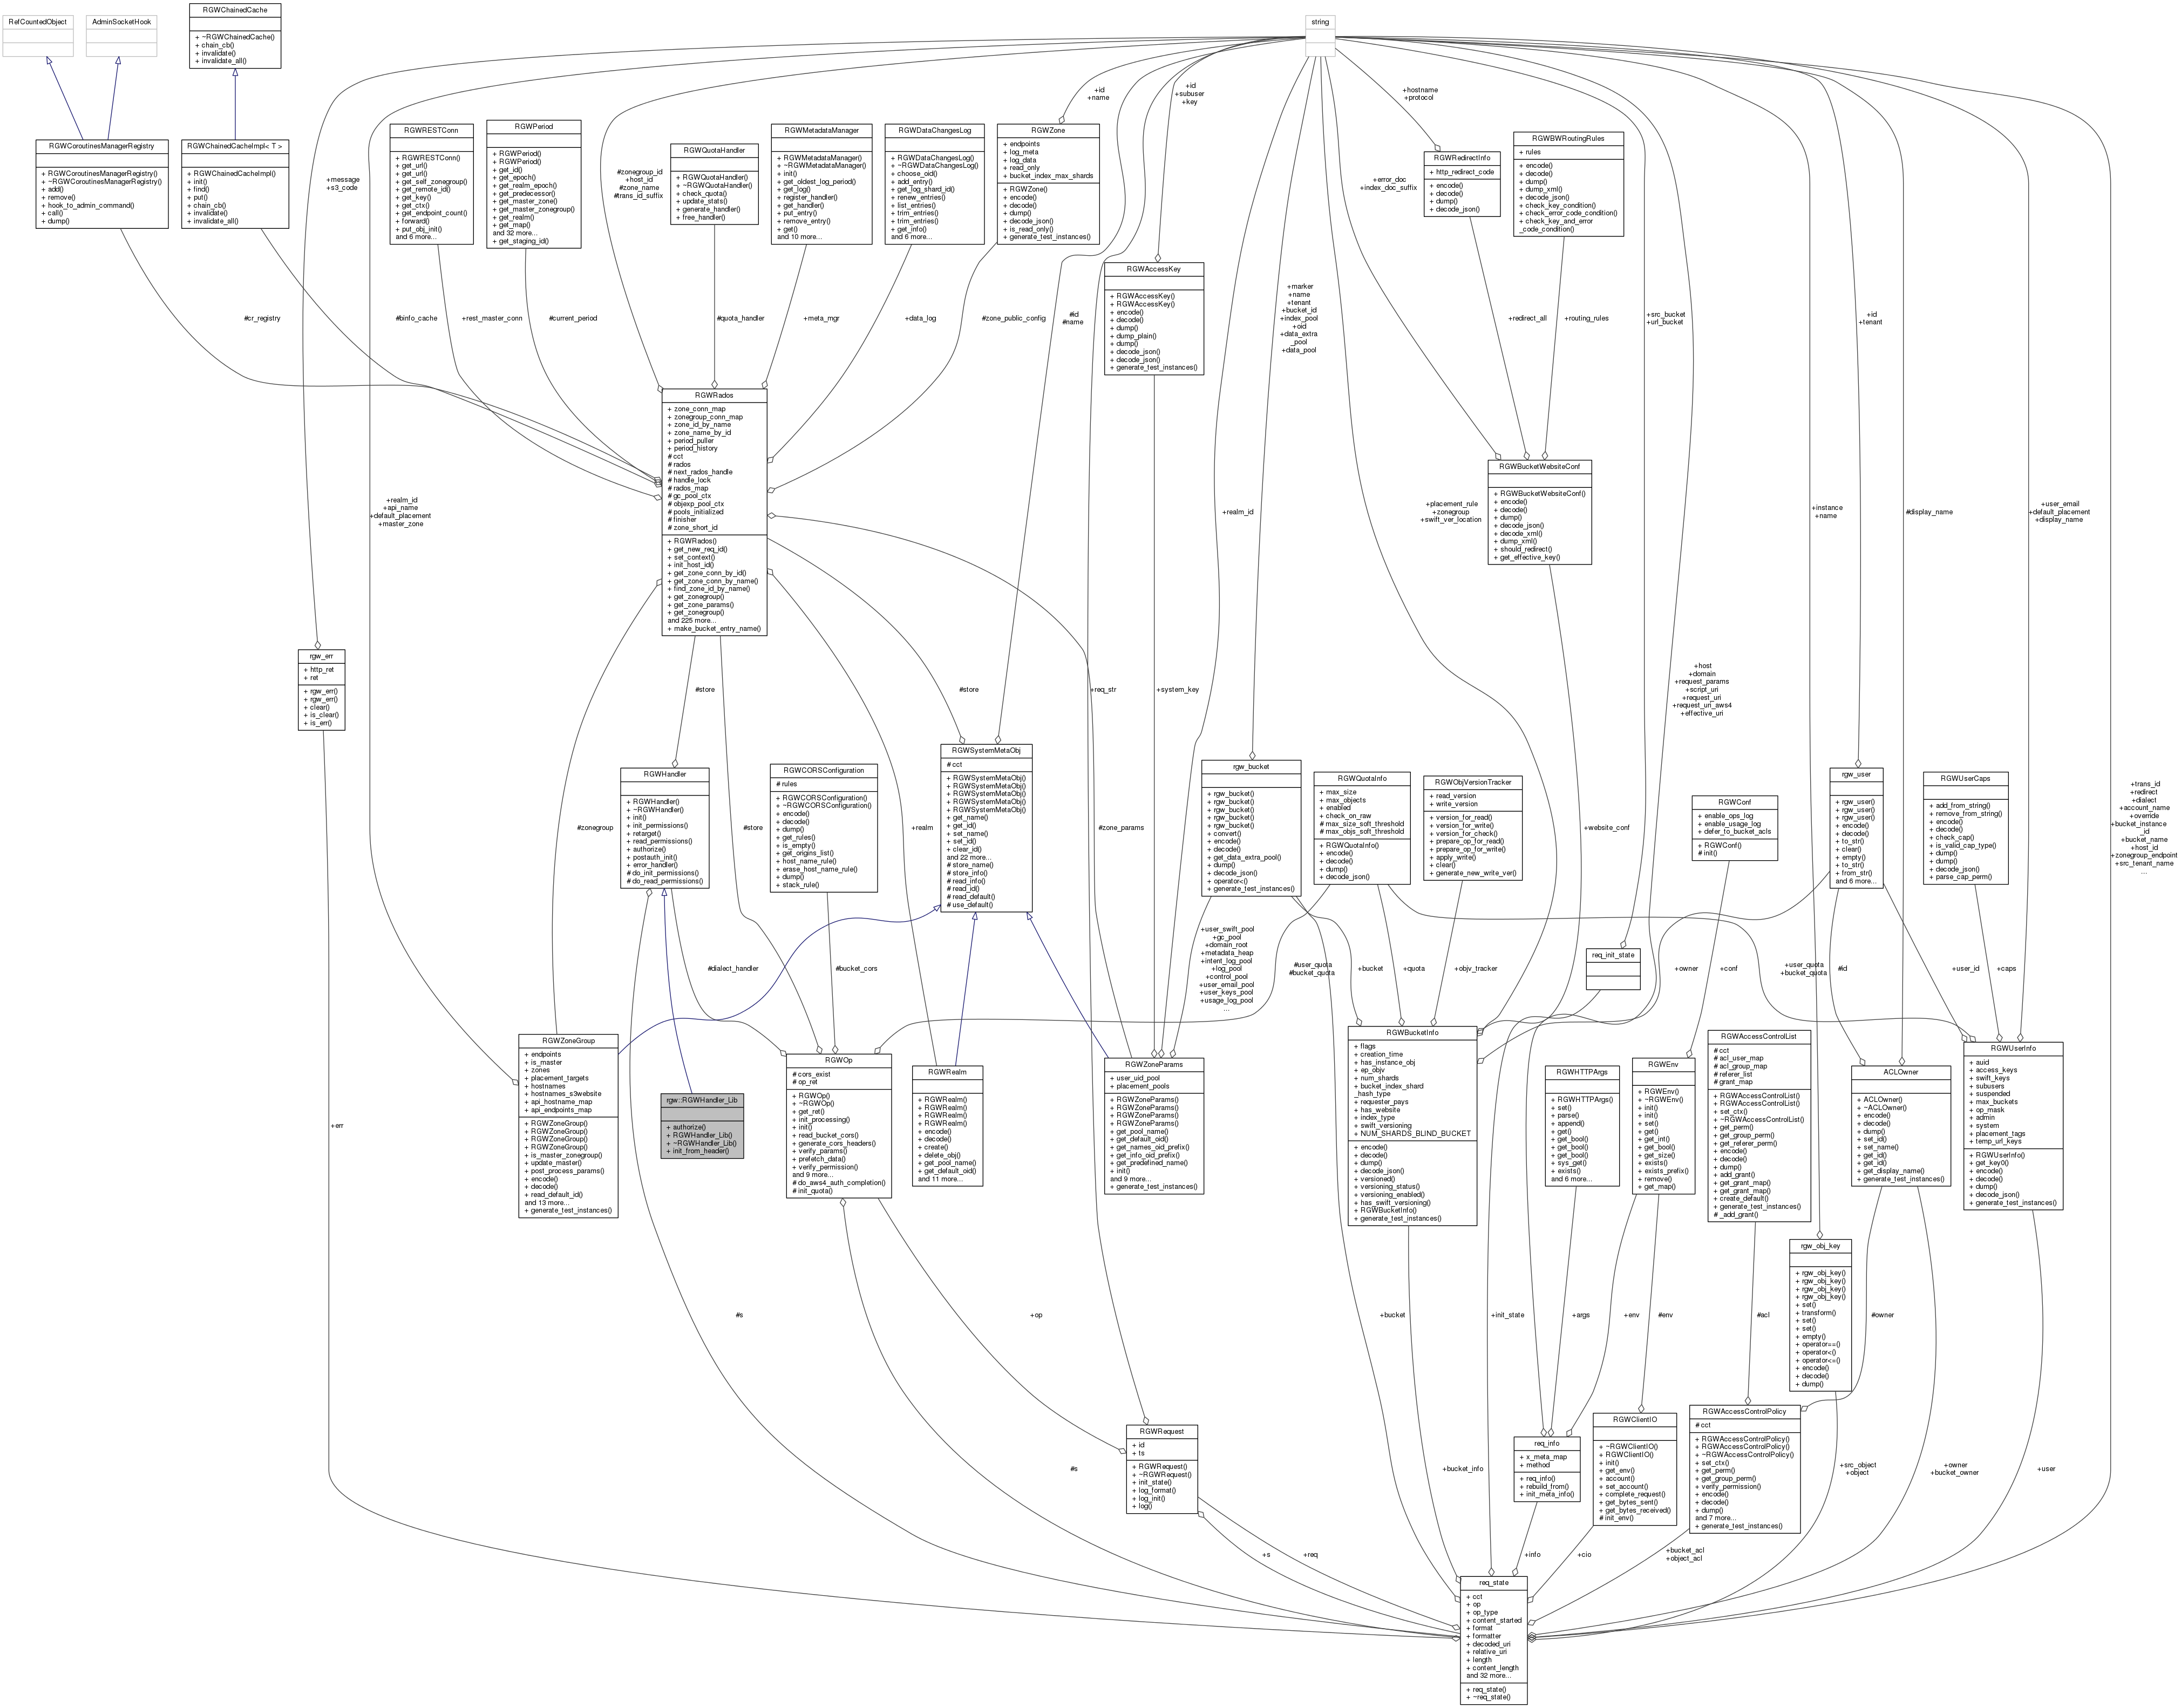 RefCountedObject
AdminSocketHook
RGWChainedCache
+ ~RGWChainedCache()
+ chain_cb()
+ invalidate()
+ invalidate_all()
string
RGWCoroutinesManagerRegistry
+ RGWCoroutinesManagerRegistry()
+ ~RGWCoroutinesManagerRegistry()
+ add()
+ remove()
+ hook_to_admin_command()
+ call()
+ dump()
RGWChainedCacheImpl< T >
+ RGWChainedCacheImpl()
+ init()
+ find()
+ put()
+ chain_cb()
+ invalidate()
+ invalidate_all()
+message
+s3_code
RGWRESTConn
+ RGWRESTConn()
+ get_url()
+ get_url()
+ get_self_zonegroup()
+ get_remote_id()
+ get_key()
+ get_ctx()
+ get_endpoint_count()
+ forward()
+ put_obj_init()
and 6 more...
RGWPeriod
+ RGWPeriod()
+ RGWPeriod()
+ get_id()
+ get_epoch()
+ get_realm_epoch()
+ get_predecessor()
+ get_master_zone()
+ get_master_zonegroup()
+ get_realm()
+ get_map()
and 32 more...
+ get_staging_id()
#zonegroup_id
+host_id
#zone_name
#trans_id_suffix
RGWQuotaHandler
+ RGWQuotaHandler()
+ ~RGWQuotaHandler()
+ check_quota()
+ update_stats()
+ generate_handler()
+ free_handler()
RGWMetadataManager
+ RGWMetadataManager()
+ ~RGWMetadataManager()
+ init()
+ get_oldest_log_period()
+ get_log()
+ register_handler()
+ get_handler()
+ put_entry()
+ remove_entry()
+ get()
and 10 more...
RGWDataChangesLog
+ RGWDataChangesLog()
+ ~RGWDataChangesLog()
+ choose_oid()
+ add_entry()
+ get_log_shard_id()
+ renew_entries()
+ list_entries()
+ trim_entries()
+ trim_entries()
+ get_info()
and 6 more...
+id
+name
RGWZone
+ endpoints
+ log_meta
+ log_data
+ read_only
+ bucket_index_max_shards
+ RGWZone()
+ encode()
+ decode()
+ dump()
+ decode_json()
+ is_read_only()
+ generate_test_instances()
+id
+subuser
+key
RGWAccessKey
+ RGWAccessKey()
+ RGWAccessKey()
+ encode()
+ decode()
+ dump()
+ dump_plain()
+ dump()
+ decode_json()
+ decode_json()
+ generate_test_instances()
+marker
+name
+tenant
+bucket_id
+index_pool
+oid
+data_extra
_pool
+data_pool
+error_doc
+index_doc_suffix
+hostname
+protocol
RGWRedirectInfo
+ http_redirect_code
+ encode()
+ decode()
+ dump()
+ decode_json()
RGWBWRoutingRules
+ rules
+ encode()
+ decode()
+ dump()
+ dump_xml()
+ decode_json()
+ check_key_condition()
+ check_error_code_condition()
+ check_key_and_error
_code_condition()
#cr_registry
#binfo_cache
+rest_master_conn
#current_period
#quota_handler
+meta_mgr
+data_log
#zone_public_config
#id
#name
+redirect_all
+routing_rules
+src_bucket
+url_bucket
+id
+tenant
RGWRados
+ zone_conn_map
+ zonegroup_conn_map
+ zone_id_by_name
+ zone_name_by_id
+ period_puller
+ period_history
# cct
# rados
# next_rados_handle
# handle_lock
# rados_map
# gc_pool_ctx
# objexp_pool_ctx
# pools_initialized
# finisher
# zone_short_id
+ RGWRados()
+ get_new_req_id()
+ set_context()
+ init_host_id()
+ get_zone_conn_by_id()
+ get_zone_conn_by_name()
+ find_zone_id_by_name()
+ get_zonegroup()
+ get_zone_params()
+ get_zonegroup()
and 225 more...
+ make_bucket_entry_name()
+realm_id
+api_name
+default_placement
+master_zone
+realm_id
+placement_rule
+zonegroup
+swift_ver_location
RGWBucketWebsiteConf
+ RGWBucketWebsiteConf()
+ encode()
+ decode()
+ dump()
+ decode_json()
+ decode_xml()
+ dump_xml()
+ should_redirect()
+ get_effective_key()
+instance
+name
#display_name
+user_email
+default_placement
+display_name
rgw_err
+ http_ret
+ ret
+ rgw_err()
+ rgw_err()
+ clear()
+ is_clear()
+ is_err()
#store
#store
+req_str
+system_key
+host
+domain
+request_params
+script_uri
+request_uri
+request_uri_aws4
+effective_uri
#zonegroup
RGWHandler
+ RGWHandler()
+ ~RGWHandler()
+ init()
+ init_permissions()
+ retarget()
+ read_permissions()
+ authorize()
+ postauth_init()
+ error_handler()
# do_init_permissions()
# do_read_permissions()
#store
RGWCORSConfiguration
# rules
+ RGWCORSConfiguration()
+ ~RGWCORSConfiguration()
+ encode()
+ decode()
+ dump()
+ get_rules()
+ is_empty()
+ get_origins_list()
+ host_name_rule()
+ erase_host_name_rule()
+ dump()
+ stack_rule()
+realm
RGWSystemMetaObj
# cct
+ RGWSystemMetaObj()
+ RGWSystemMetaObj()
+ RGWSystemMetaObj()
+ RGWSystemMetaObj()
+ RGWSystemMetaObj()
+ get_name()
+ get_id()
+ set_name()
+ set_id()
+ clear_id()
and 22 more...
# store_name()
# store_info()
# read_info()
# read_id()
# read_default()
# use_default()
#zone_params
rgw_bucket
+ rgw_bucket()
+ rgw_bucket()
+ rgw_bucket()
+ rgw_bucket()
+ rgw_bucket()
+ convert()
+ encode()
+ decode()
+ get_data_extra_pool()
+ dump()
+ decode_json()
+ operator<()
+ generate_test_instances()
RGWQuotaInfo
+ max_size
+ max_objects
+ enabled
+ check_on_raw
# max_size_soft_threshold
# max_objs_soft_threshold
+ RGWQuotaInfo()
+ encode()
+ decode()
+ dump()
+ decode_json()
RGWObjVersionTracker
+ read_version
+ write_version
+ version_for_read()
+ version_for_write()
+ version_for_check()
+ prepare_op_for_read()
+ prepare_op_for_write()
+ apply_write()
+ clear()
+ generate_new_write_ver()
+website_conf
RGWConf
+ enable_ops_log
+ enable_usage_log
+ defer_to_bucket_acls
+ RGWConf()
# init()
rgw_user
+ rgw_user()
+ rgw_user()
+ rgw_user()
+ encode()
+ decode()
+ to_str()
+ clear()
+ empty()
+ to_str()
+ from_str()
and 6 more...
RGWUserCaps
+ add_from_string()
+ remove_from_string()
+ encode()
+ decode()
+ check_cap()
+ is_valid_cap_type()
+ dump()
+ dump()
+ decode_json()
+ parse_cap_perm()
+trans_id
+redirect
+dialect
+account_name
+override
+bucket_instance
_id
+bucket_name
+host_id
+zonegroup_endpoint
+src_tenant_name
...
#dialect_handler
#bucket_cors
+user_swift_pool
+gc_pool
+domain_root
+metadata_heap
+intent_log_pool
+log_pool
+control_pool
+user_email_pool
+user_keys_pool
+usage_log_pool
...
#user_quota
#bucket_quota
+bucket
+quota
+objv_tracker
req_init_state
+owner
+conf
+user_quota
+bucket_quota
#id
+user_id
+caps
+err
RGWZoneGroup
+ endpoints
+ is_master
+ zones
+ placement_targets
+ hostnames
+ hostnames_s3website
+ api_hostname_map
+ api_endpoints_map
+ RGWZoneGroup()
+ RGWZoneGroup()
+ RGWZoneGroup()
+ RGWZoneGroup()
+ is_master_zonegroup()
+ update_master()
+ post_process_params()
+ encode()
+ decode()
+ read_default_id()
and 13 more...
+ generate_test_instances()
rgw::RGWHandler_Lib
+ authorize()
+ RGWHandler_Lib()
+ ~RGWHandler_Lib()
+ init_from_header()
RGWOp
# cors_exist
# op_ret
+ RGWOp()
+ ~RGWOp()
+ get_ret()
+ init_processing()
+ init()
+ read_bucket_cors()
+ generate_cors_headers()
+ verify_params()
+ prefetch_data()
+ verify_permission()
and 9 more...
# do_aws4_auth_completion()
# init_quota()
RGWRealm
+ RGWRealm()
+ RGWRealm()
+ RGWRealm()
+ RGWRealm()
+ encode()
+ decode()
+ create()
+ delete_obj()
+ get_pool_name()
+ get_default_oid()
and 11 more...
RGWZoneParams
+ user_uid_pool
+ placement_pools
+ RGWZoneParams()
+ RGWZoneParams()
+ RGWZoneParams()
+ RGWZoneParams()
+ get_pool_name()
+ get_default_oid()
+ get_names_oid_prefix()
+ get_info_oid_prefix()
+ get_predefined_name()
+ init()
and 9 more...
+ generate_test_instances()
RGWBucketInfo
+ flags
+ creation_time
+ has_instance_obj
+ ep_objv
+ num_shards
+ bucket_index_shard
_hash_type
+ requester_pays
+ has_website
+ index_type
+ swift_versioning
+ NUM_SHARDS_BLIND_BUCKET
+ encode()
+ decode()
+ dump()
+ decode_json()
+ versioned()
+ versioning_status()
+ versioning_enabled()
+ has_swift_versioning()
+ RGWBucketInfo()
+ generate_test_instances()
RGWHTTPArgs
+ RGWHTTPArgs()
+ set()
+ parse()
+ append()
+ get()
+ get_bool()
+ get_bool()
+ get_bool()
+ sys_get()
+ exists()
and 6 more...
RGWEnv
+ RGWEnv()
+ ~RGWEnv()
+ init()
+ init()
+ set()
+ get()
+ get_int()
+ get_bool()
+ get_size()
+ exists()
+ exists_prefix()
+ remove()
+ get_map()
RGWAccessControlList
# cct
# acl_user_map
# acl_group_map
# referer_list
# grant_map
+ RGWAccessControlList()
+ RGWAccessControlList()
+ set_ctx()
+ ~RGWAccessControlList()
+ get_perm()
+ get_group_perm()
+ get_referer_perm()
+ encode()
+ decode()
+ dump()
+ add_grant()
+ get_grant_map()
+ get_grant_map()
+ create_default()
+ generate_test_instances()
# _add_grant()
ACLOwner
+ ACLOwner()
+ ~ACLOwner()
+ encode()
+ decode()
+ dump()
+ set_id()
+ set_name()
+ get_id()
+ get_id()
+ get_display_name()
+ generate_test_instances()
RGWUserInfo
+ auid
+ access_keys
+ swift_keys
+ subusers
+ suspended
+ max_buckets
+ op_mask
+ admin
+ system
+ placement_tags
+ temp_url_keys
+ RGWUserInfo()
+ get_key0()
+ encode()
+ decode()
+ dump()
+ decode_json()
+ generate_test_instances()
rgw_obj_key
+ rgw_obj_key()
+ rgw_obj_key()
+ rgw_obj_key()
+ rgw_obj_key()
+ set()
+ transform()
+ set()
+ set()
+ empty()
+ operator==()
+ operator<()
+ operator<=()
+ encode()
+ decode()
+ dump()
#s
+op
+bucket
+init_state
+args
+env
#env
#acl
#owner
RGWRequest
+ id
+ ts
+ RGWRequest()
+ ~RGWRequest()
+ init_state()
+ log_format()
+ log_init()
+ log()
req_info
+ x_meta_map
+ method
+ req_info()
+ rebuild_from()
+ init_meta_info()
RGWClientIO
+ ~RGWClientIO()
+ RGWClientIO()
+ init()
+ get_env()
+ account()
+ set_account()
+ complete_request()
+ get_bytes_sent()
+ get_bytes_received()
# init_env()
RGWAccessControlPolicy
# cct
+ RGWAccessControlPolicy()
+ RGWAccessControlPolicy()
+ ~RGWAccessControlPolicy()
+ set_ctx()
+ get_perm()
+ get_group_perm()
+ verify_permission()
+ encode()
+ decode()
+ dump()
and 7 more...
+ generate_test_instances()
#s
+bucket_info
+src_object
+object
+owner
+bucket_owner
+user
+s
+req
+info
+cio
+bucket_acl
+object_acl
req_state
+ cct
+ op
+ op_type
+ content_started
+ format
+ formatter
+ decoded_uri
+ relative_uri
+ length
+ content_length
and 32 more...
+ req_state()
+ ~req_state()